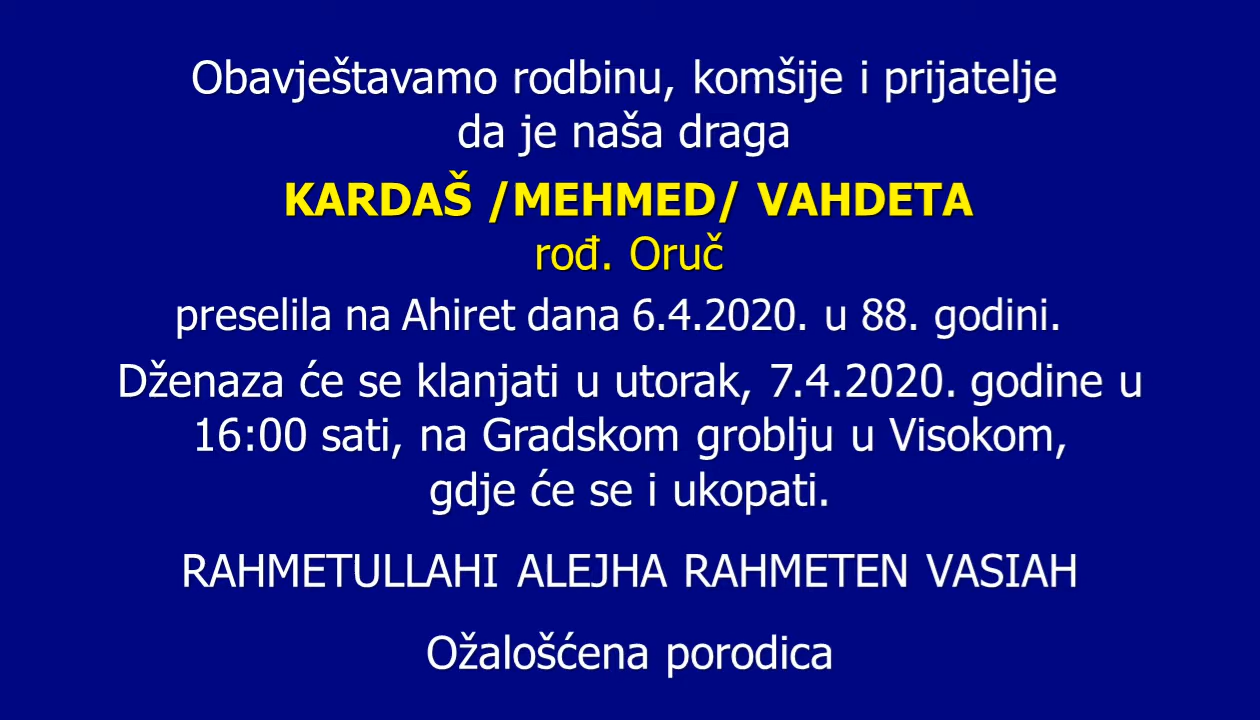 Obavještavamo rodbinu, komšije i prijatelje
da je naša draga
KARDAŠ /MEHMED/ VAHDETA
rođ. Oruč
preselila na Ahiret dana 6.4.2020. u 88. godini.
Dženaza će se klanjati u utorak, 7.4.2020. godine u
16:00 sati, na Gradskom groblju u Visokom,
gdje će se i ukopati.
RAHMETULLAHI ALEJHA RAHMETEN VASIAH
Ožalošćena porodica